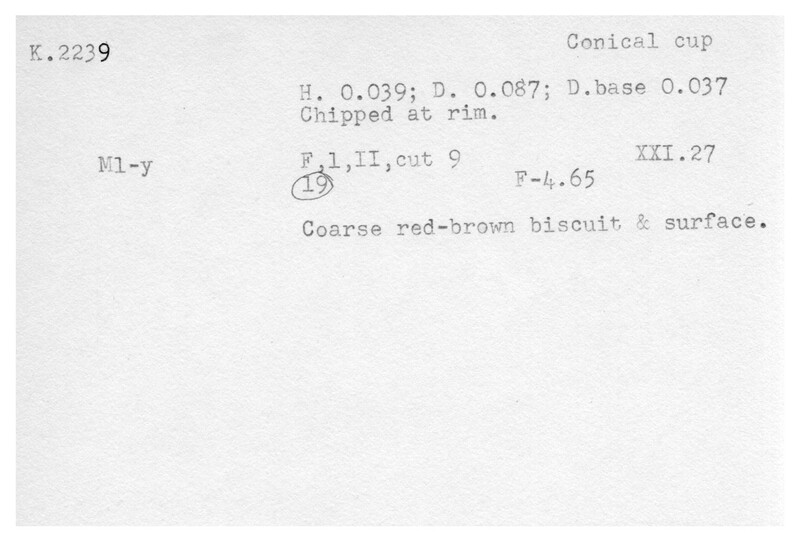 K.2239 Conical cup
H. 0.039; D. 0.087; D.base 0.037
Chipped at rim.
M1-y F,1,II,cut 9 XXI.27
19 F-4.65
Coarse red-brown biscuit & surface.